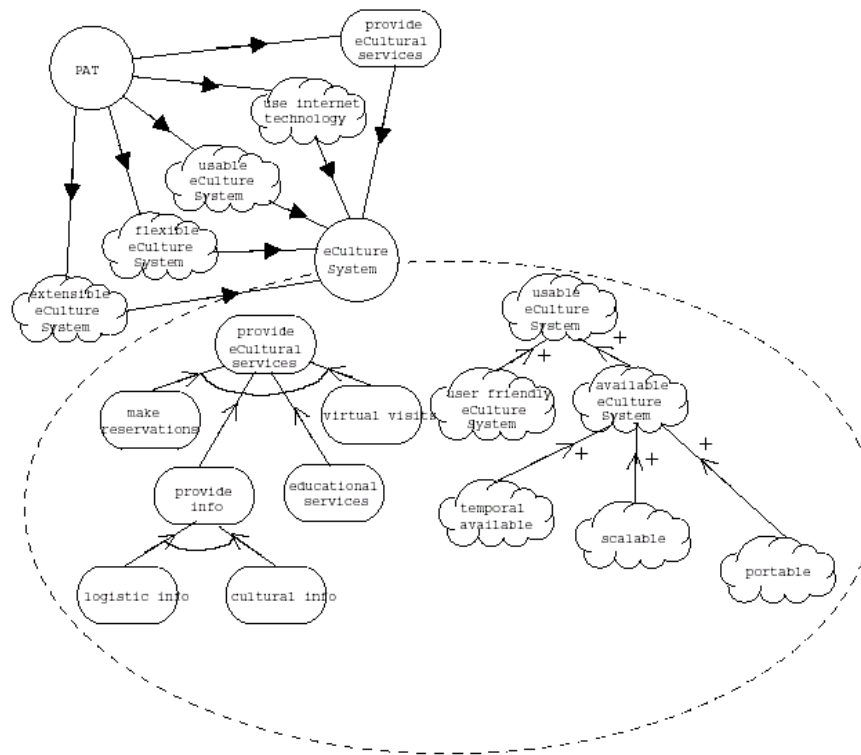 provide
eCultural
services
PAT
use internet
technology
usable
eCulture
System
flexible
eCulture
System
eCulture
System
extensible
eCulture
System
usable
eCulture
System
provide
eCultural
services
+
+
user friendly
eCulture
System
available
eCulture
System
make
reservations
virtual visits
+
+
+
provide
info
educational
services
temporal
available
scalable
portable
logistic info
cultural info